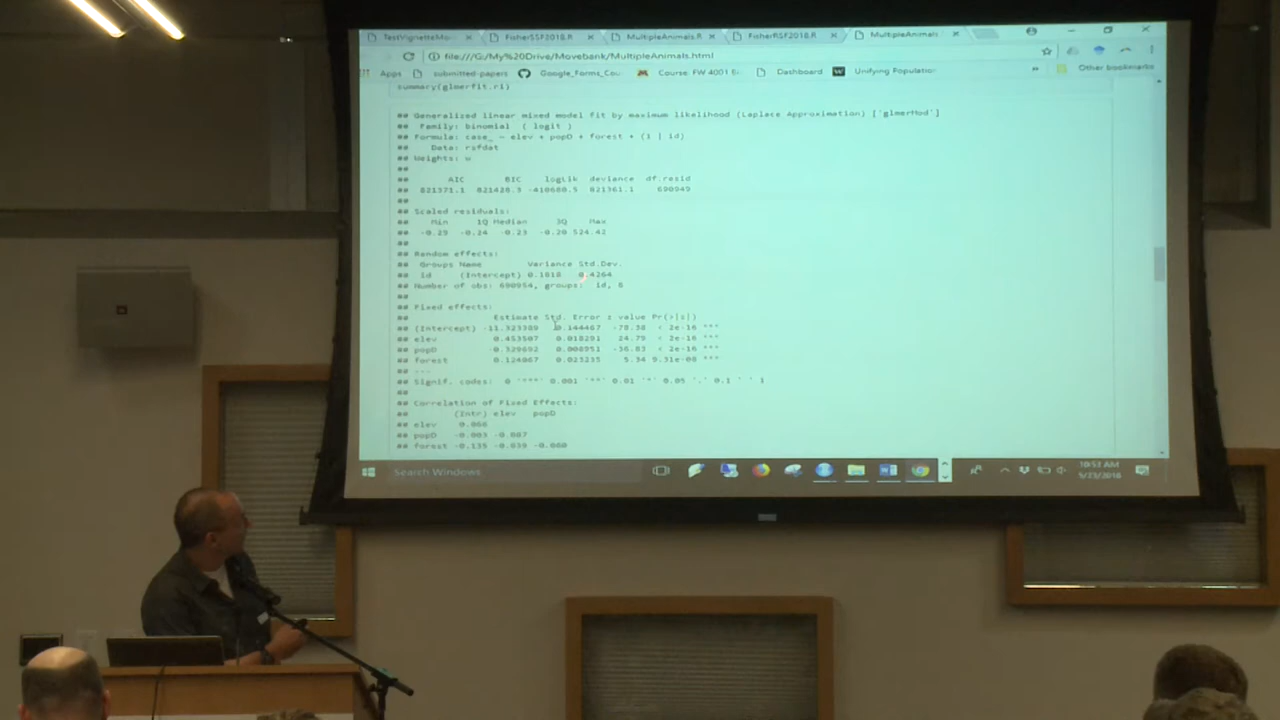 TestVignetteMo... FisherSSF2018.R MultipleAnimals.R FisherRSF2018.R MultipleAnimals
file:///G:/My%20Drive/Movebank/MultipleAnimals.html
Apps submitted-papers Google_Forms_Cou Course: FW 4001 Dashboard Unifying Population Other bookmarks
summary(glmerfit.ri)
## Generalized linear mixed model fit by maximum likelihood (Laplace Approximation) ['glmerMod']
## Family: binomial ( logit )
## Formula: case_ ~ elev + popD + forest + (1 | id)
## Data: rsfdat
## Weights: w
##
## AIC BIC logLik deviance df.resid
## 821371.1 821428.3 -410680.5 821361.1 690949
##
## Scaled residuals:
## Min 1Q Median 3Q Max
## -0.29 -0.24 -0.23 -0.20 524.42
##
## Random effects:
## Groups Name Variance Std.Dev.
## id (Intercept) 0.1818 0.4264
## Number of obs: 690954, groups: id, 8
##
## Fixed effects:
## Estimate Std. Error z value Pr(>|z|)
## (Intercept) -11.323389 0.144467 -78.38 < 2e-16 ***
## elev 0.453507 0.018291 24.79 < 2e-16 ***
## popD -0.329692 0.008951 -36.83 < 2e-16 ***
## forest 0.124067 0.023235 5.34 9.31e-08 ***
## ---
## Signif. codes: 0 '***' 0.001 '**' 0.01 '*' 0.05 '.' 0.1 ' ' 1
##
## Correlation of Fixed Effects:
## (Intr) elev popD
## elev 0.066
## popD -0.003 -0.087
## forest -0.135 -0.039 -0.060
Search Windows
10:52 AM
5/23/2018